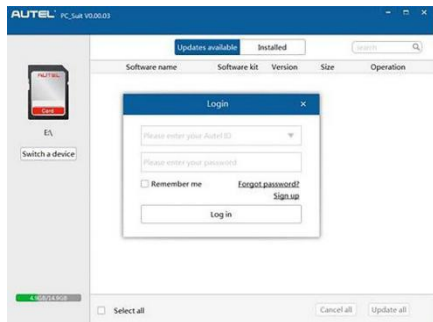 AUTEL PC_Suit V0.00.03
Updates available Installed
search
Software name Software kit Version Size Operation
AUTEL
Card
E:\
Switch a device
Login
Please enter your Autel ID
Please enter your password
Remember me Forgot password?
Sign up
Log in
4.9GB/14.9GB
Select all Cancel all Update all